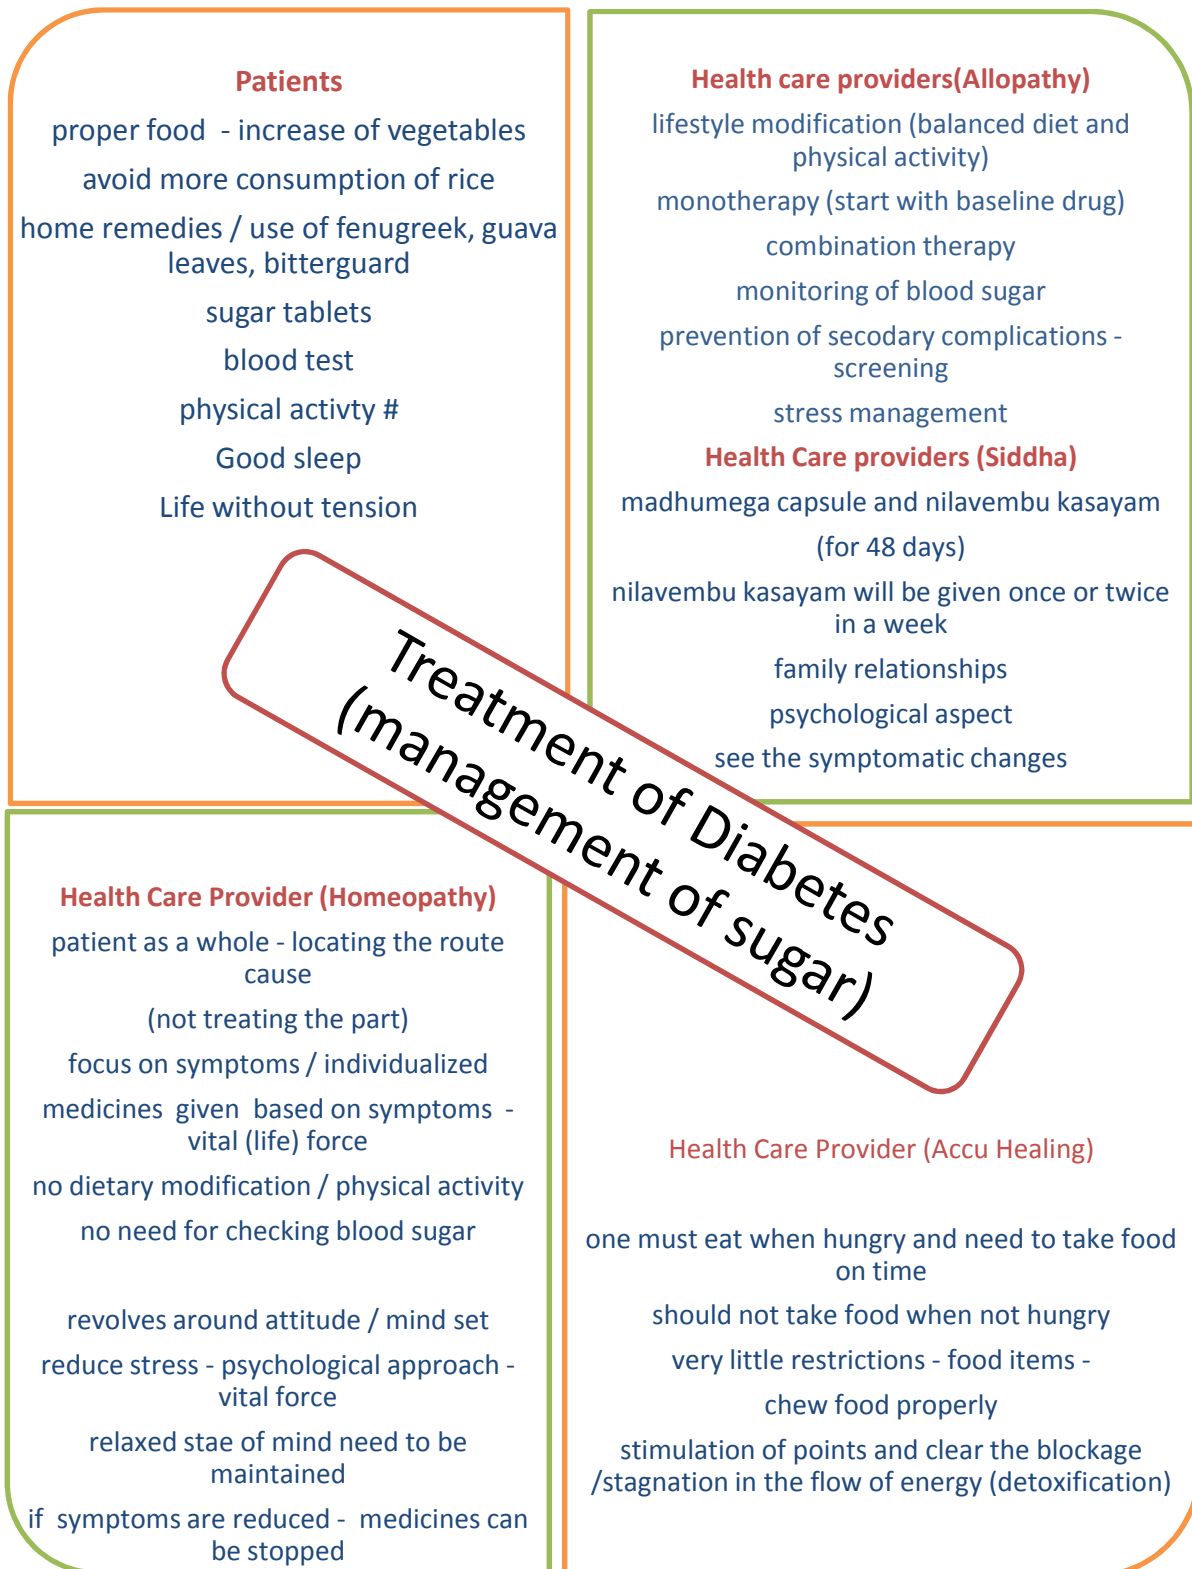 Patients
proper food - increase of vegetables
avoid more consumption of rice
home remedies / use of fenugreek, guava
leaves, bitterguard
sugar tablets
blood test
physical activty #
Good sleep
Life without tension
Health care providers(Allopathy)
lifestyle modification (balanced diet and
physical activity)
monotherapy (start with baseline drug)
combination therapy
monitoring of blood sugar
prevention of secodary complications -
screening
stress management
Health Care providers (Siddha)
madhumega capsule and nilavembu kasayam
(for 48 days)
nilavembu kasayam will be given once or twice
in a week
family relationships
psychological aspect
see the symptomatic changes
Treatment of Diabetes
(management of sugar)
Health Care Provider (Homeopathy)
patient as a whole - locating the route
cause
(not treating the part)
focus on symptoms / individualized
medicines given based on symptoms -
vital (life) force
no dietary modification / physical activity
no need for checking blood sugar
revolves around attitude / mind set
reduce stress - psychological approach -
vital force
relaxed stae of mind need to be
maintained
if symptoms are reduced - medicines can
be stopped
Health Care Provider (Accu Healing)
one must eat when hungry and need to take food
on time
should not take food when not hungry
very little restrictions - food items -
chew food properly
stimulation of points and clear the blockage
/stagnation in the flow of energy (detoxification)